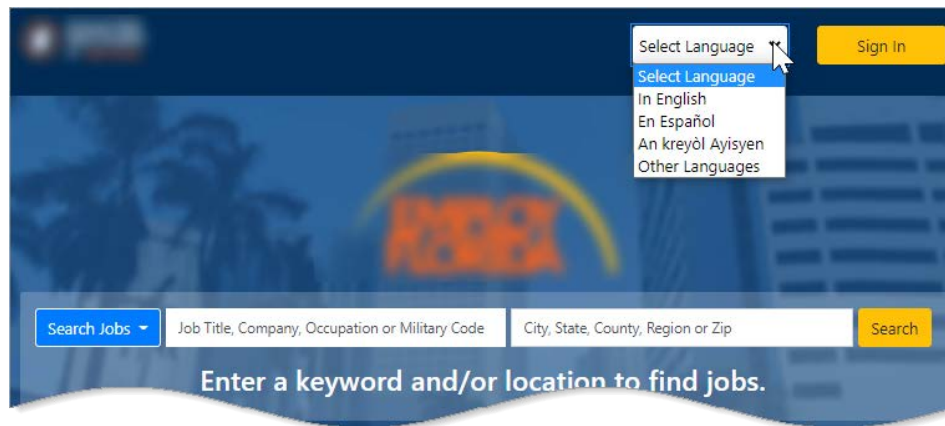 Select Language
Sign In
Select Language
In English
En Español
An kreyòl Ayisyen
Other Languages
EMPLOY
FLORIDA
Search Jobs
Job Title, Company, Occupation or Military Code
City, State, County, Region or Zip
Search
Enter a keyword and/or location to find jobs.